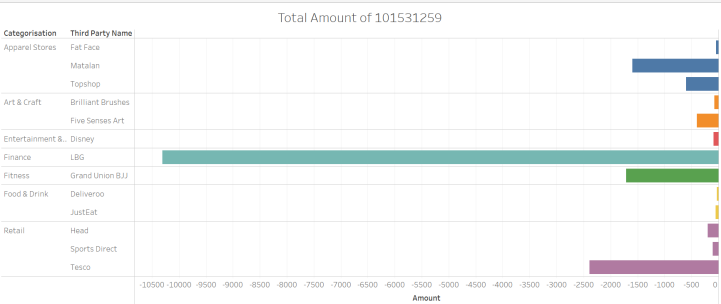 Total Amount of 101531259
Categorisation Third Party Name
Apparel Stores Fat Face
Matalan
Topshop
Art & Craft Brilliant Brushes
Five Senses Art
Entertainment &.. Disney
Finance LBG
Fitness Grand Union BJJ
Food & Drink Deliveroo
JustEat
Retail Head
Sports Direct
Tesco
-10500 -10000 -9500 -9000 -8500 -8000 -7500 -7000 -6500 -6000 -5500 -5000 -4500 -4000 -3500 -3000 -2500 -2000 -1500 -1000 -500 0
Amount